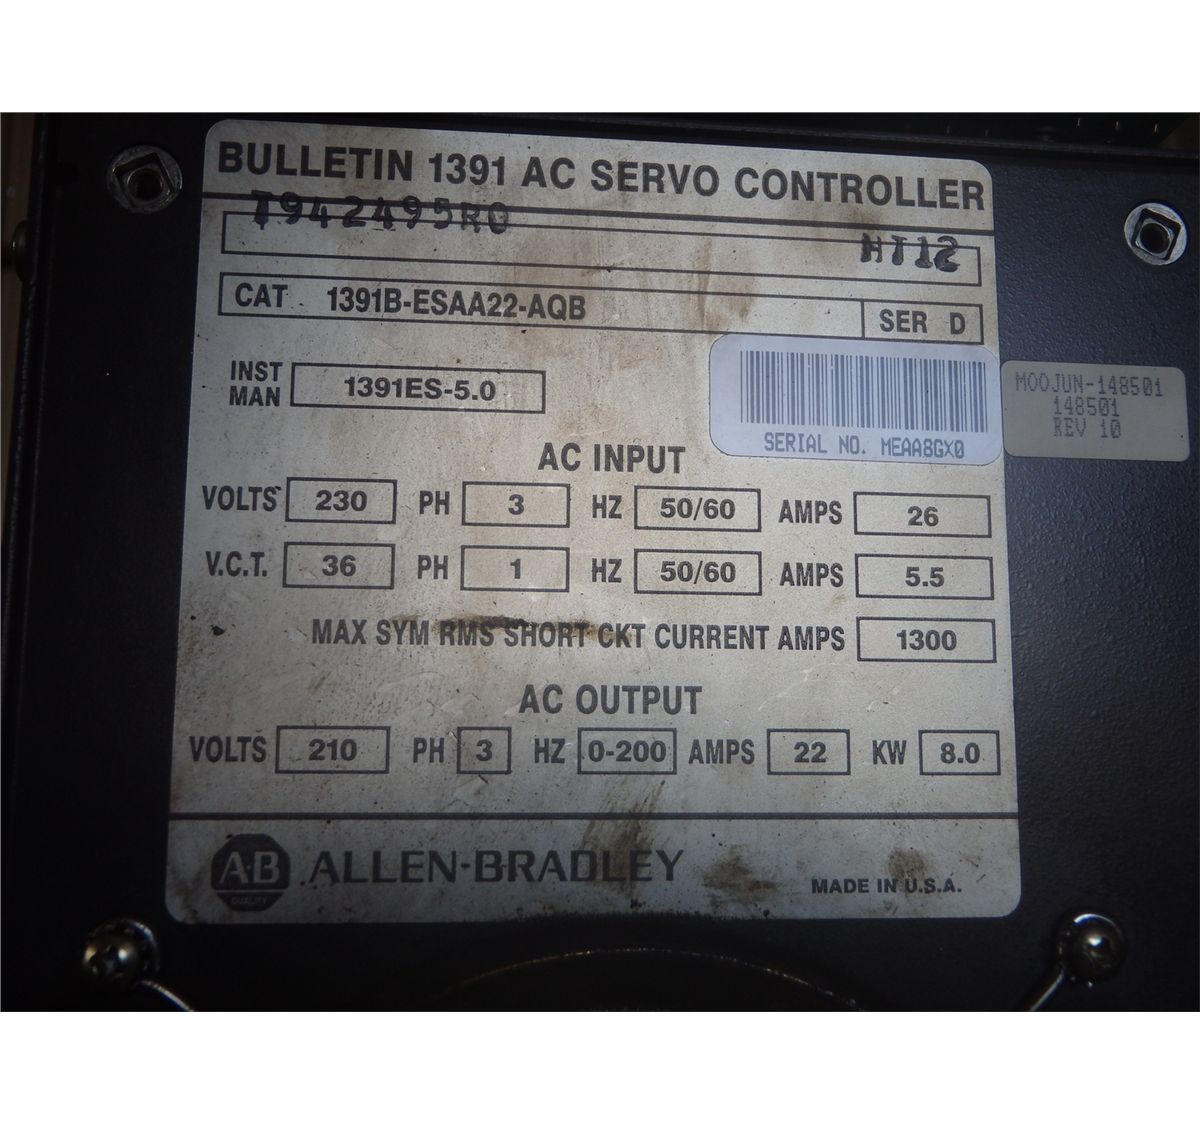 BULLETIN 1391 AC SERVO CONTROLLER
T942495R0
HT12
CAT 1391B-ESAA22-AQB SER D
INST MAN 1391ES-5.0
SERIAL NO. MEAA8GX0
MOOJUN-148501
148501
REV 10
AC INPUT
VOLTS 230 PH 3 HZ 50/60 AMPS 26
V.C.T. 36 PH 1 HZ 50/60 AMPS 5.5
MAX SYM RMS SHORT CKT CURRENT AMPS 1300
AC OUTPUT
VOLTS 210 PH 3 HZ 0-200 AMPS 22 KW 8.0
A-B ALLEN-BRADLEY
QUALITY
MADE IN U.S.A.